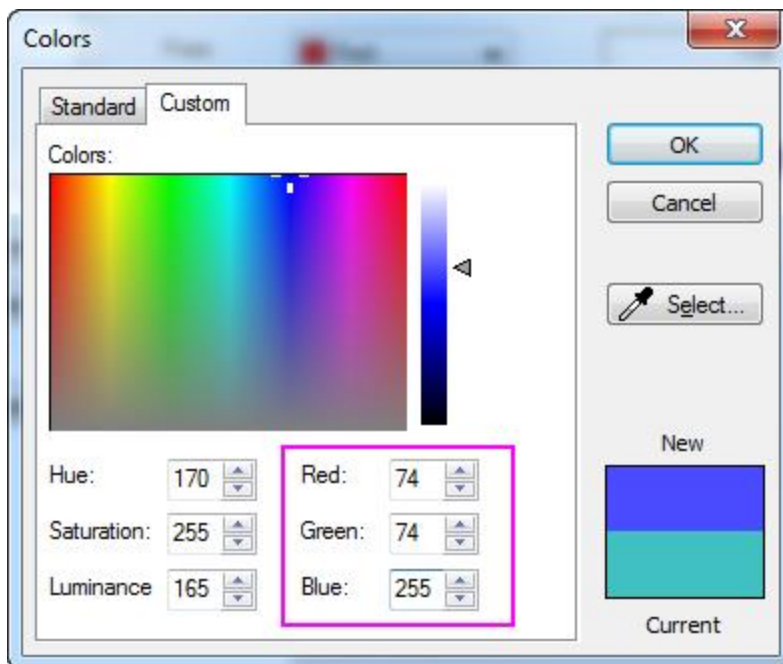 Colors
Standard
Custom
Colors:
OK
Cancel
Select...
Hue: 170
Red: 74
Saturation: 255
Green: 74
Luminance 165
Blue: 255
New
Current